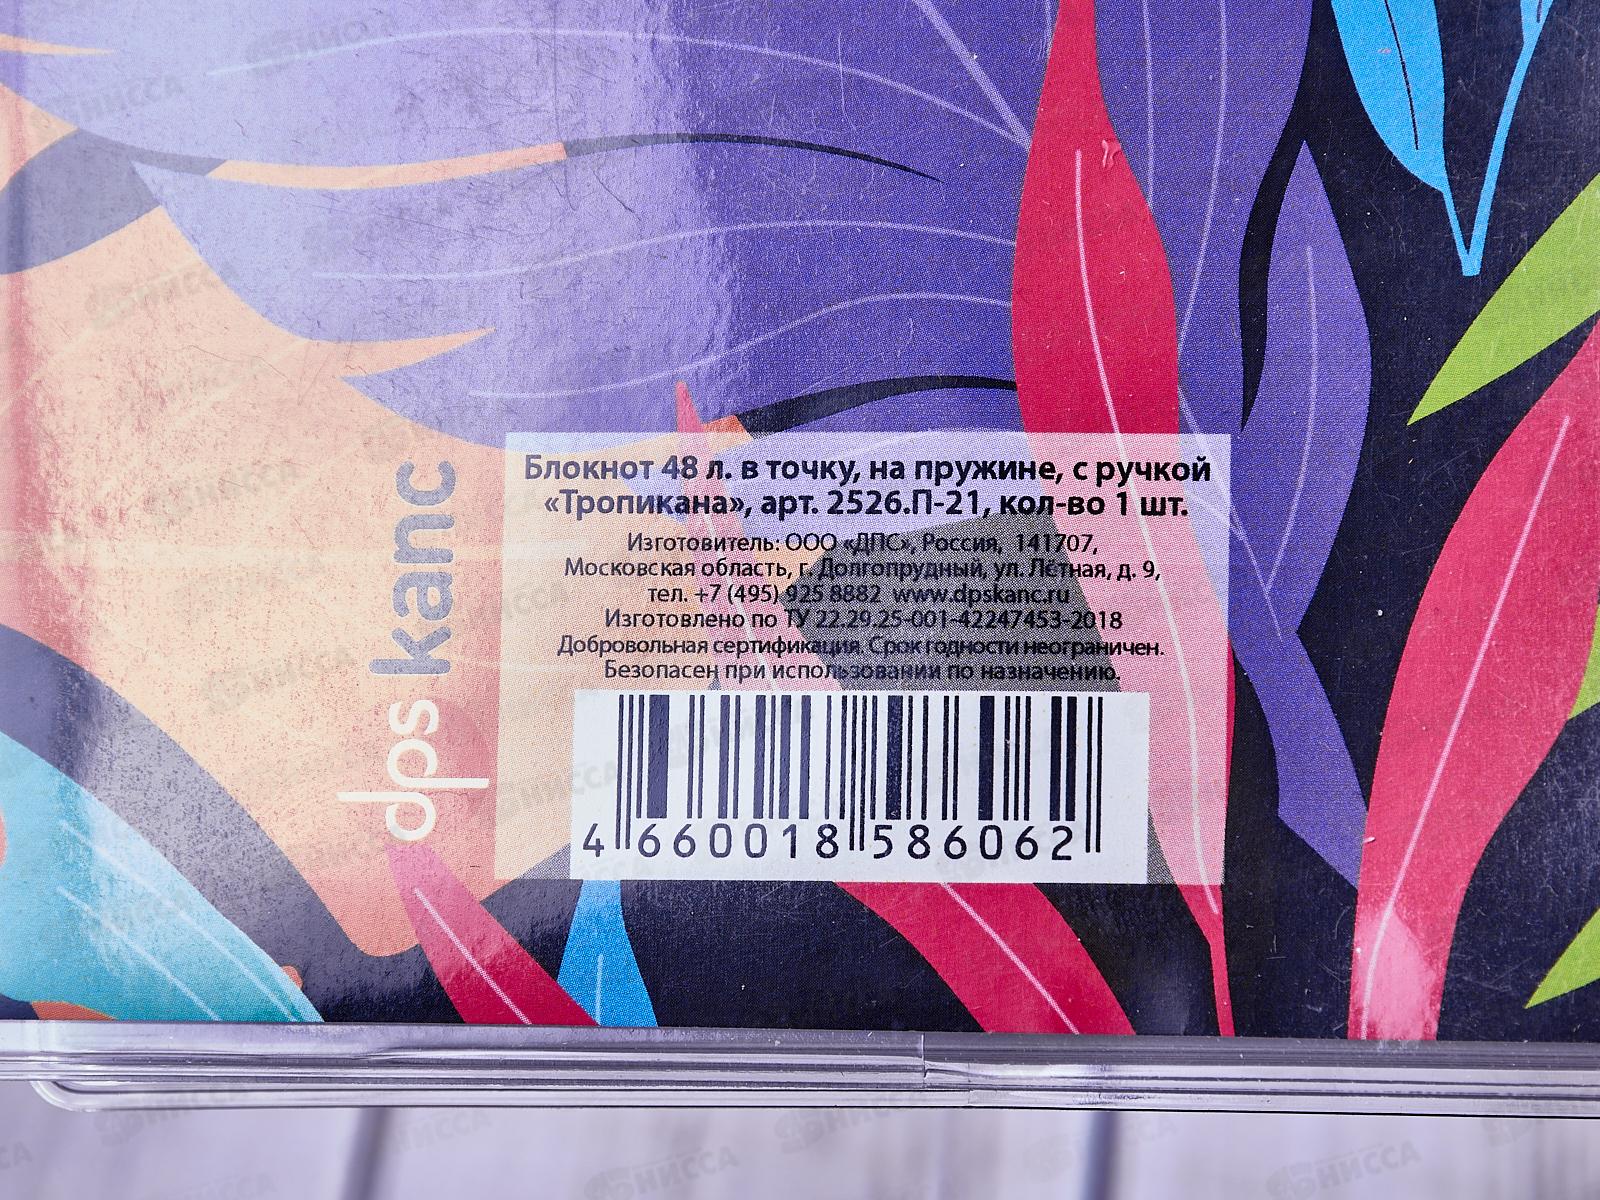 Блокнот 48 л. в точку, на пружине, с ручкой
«Тропикана», арт. 2526.П-21, кол-во 1 шт.
Изготовитель: ООО «ДПС», Россия, 141707,
Московская область, г. Долгопрудный, ул. Лётная, д. 9,
тел. +7 (495) 925 8882 www.dpskanc.ru
Изготовлено по ТУ 22.29.25-001-42247453-2018
Добровольная сертификация. Срок годности неограничен.
Безопасен при использовании по назначению.
4 660018 586062
dps kanc